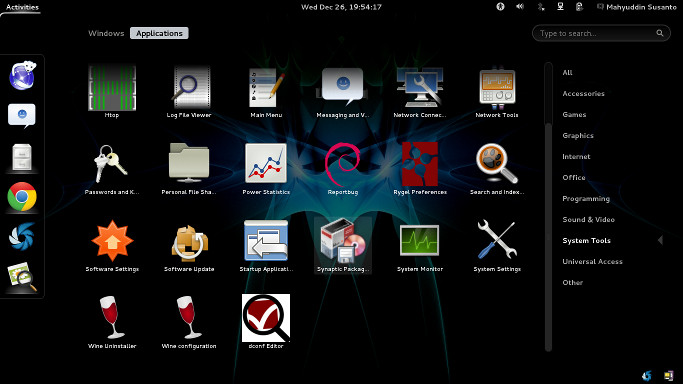 Activities
Wed Dec 26, 19:54:17
Mahyuddin Susanto
Windows
Applications
Type to search...
Htop
Log File Viewer
Main Menu
Messaging and V...
Network Connec...
Network Tools
Passwords and K...
Personal File Sha...
Power Statistics
Reportbug
Rygel Preferences
Search and Index...
Software Settings
Software Update
Startup Applicati...
Synaptic Packag...
System Monitor
System Settings
Wine Uninstaller
Wine configuration
dconf Editor
All
Accessories
Games
Graphics
Internet
Office
Programming
Sound & Video
System Tools
Universal Access
Other